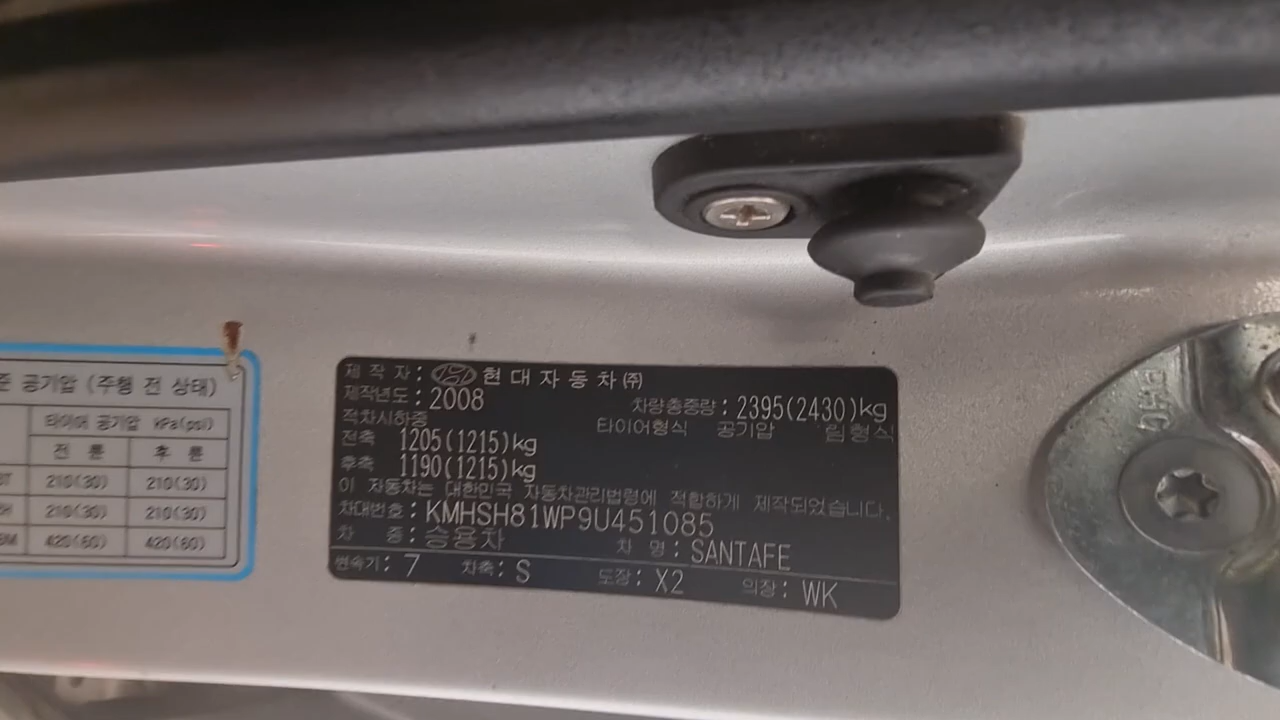 준 공기압 (주행 전 상태)
타이어 공기압 kPa(psi)
전 륜 후 륜
210(30) 210(30)
210(30) 210(30)
420(60) 420(60)
제 작 자 : 현대자동차(주)
제작년도 : 2008 차량총중량 : 2395(2430)kg
적차시하중 타이어형식 공기압 림형식
전축 1205(1215)kg
후축 1190(1215)kg
이 자동차는 대한민국 자동차관리법령에 적합하게 제작되었습니다.
차대번호 : KMHSH81WP9U451085
차 종 : 승용차 차 명 : SANTAFE
변속기 : 7 차축 : S 도장 : X2 의장 : WK